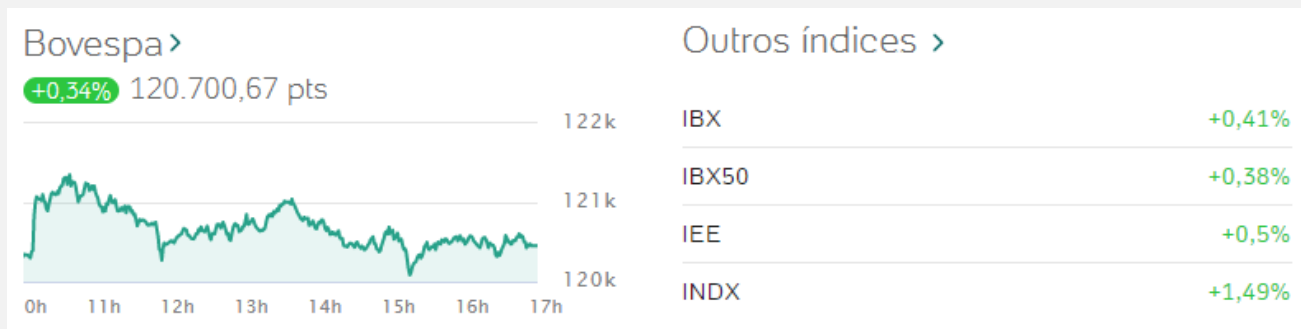 Bovespa >
+0,34% 120.700,67 pts
122k
121k
120k
0h 11h 12h 13h 14h 15h 16h 17h
Outros índices >
IBX +0,41%
IBX50 +0,38%
IEE +0,5%
INDX +1,49%